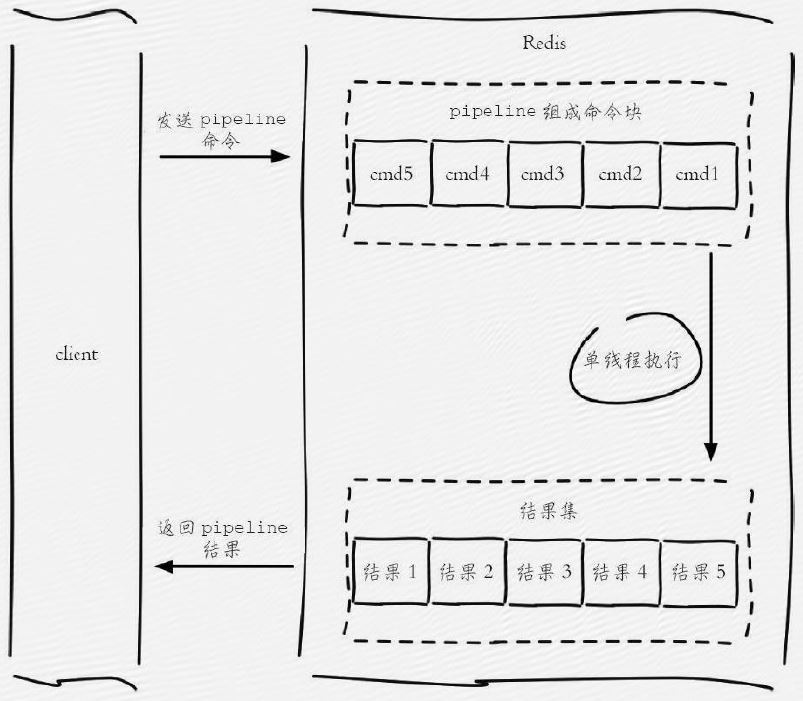 Redis
pipeline 组成命令块
发送 pipeline
命令
cmd5 cmd4 cmd3 cmd2 cmd1
client
单线程执行
结果集
返回 pipeline
结果
结果 1 结果 2 结果 3 结果 4 结果 5